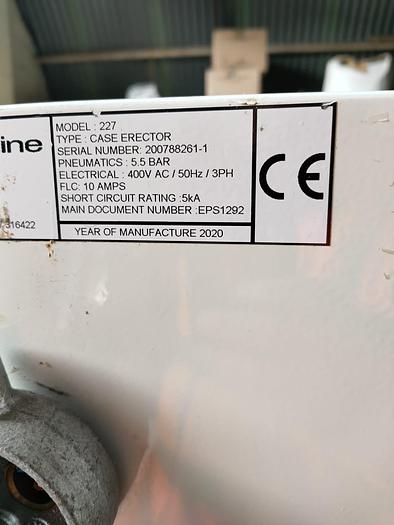 ine
MODEL : 227
TYPE : CASE ERECTOR
SERIAL NUMBER: 200788261-1
PNEUMATICS : 5.5 BAR
ELECTRICAL : 400V AC / 50Hz / 3PH
FLC: 10 AMPS
SHORT CIRCUIT RATING :5kA
MAIN DOCUMENT NUMBER :EPS1292
316422
YEAR OF MANUFACTURE 2020
CE